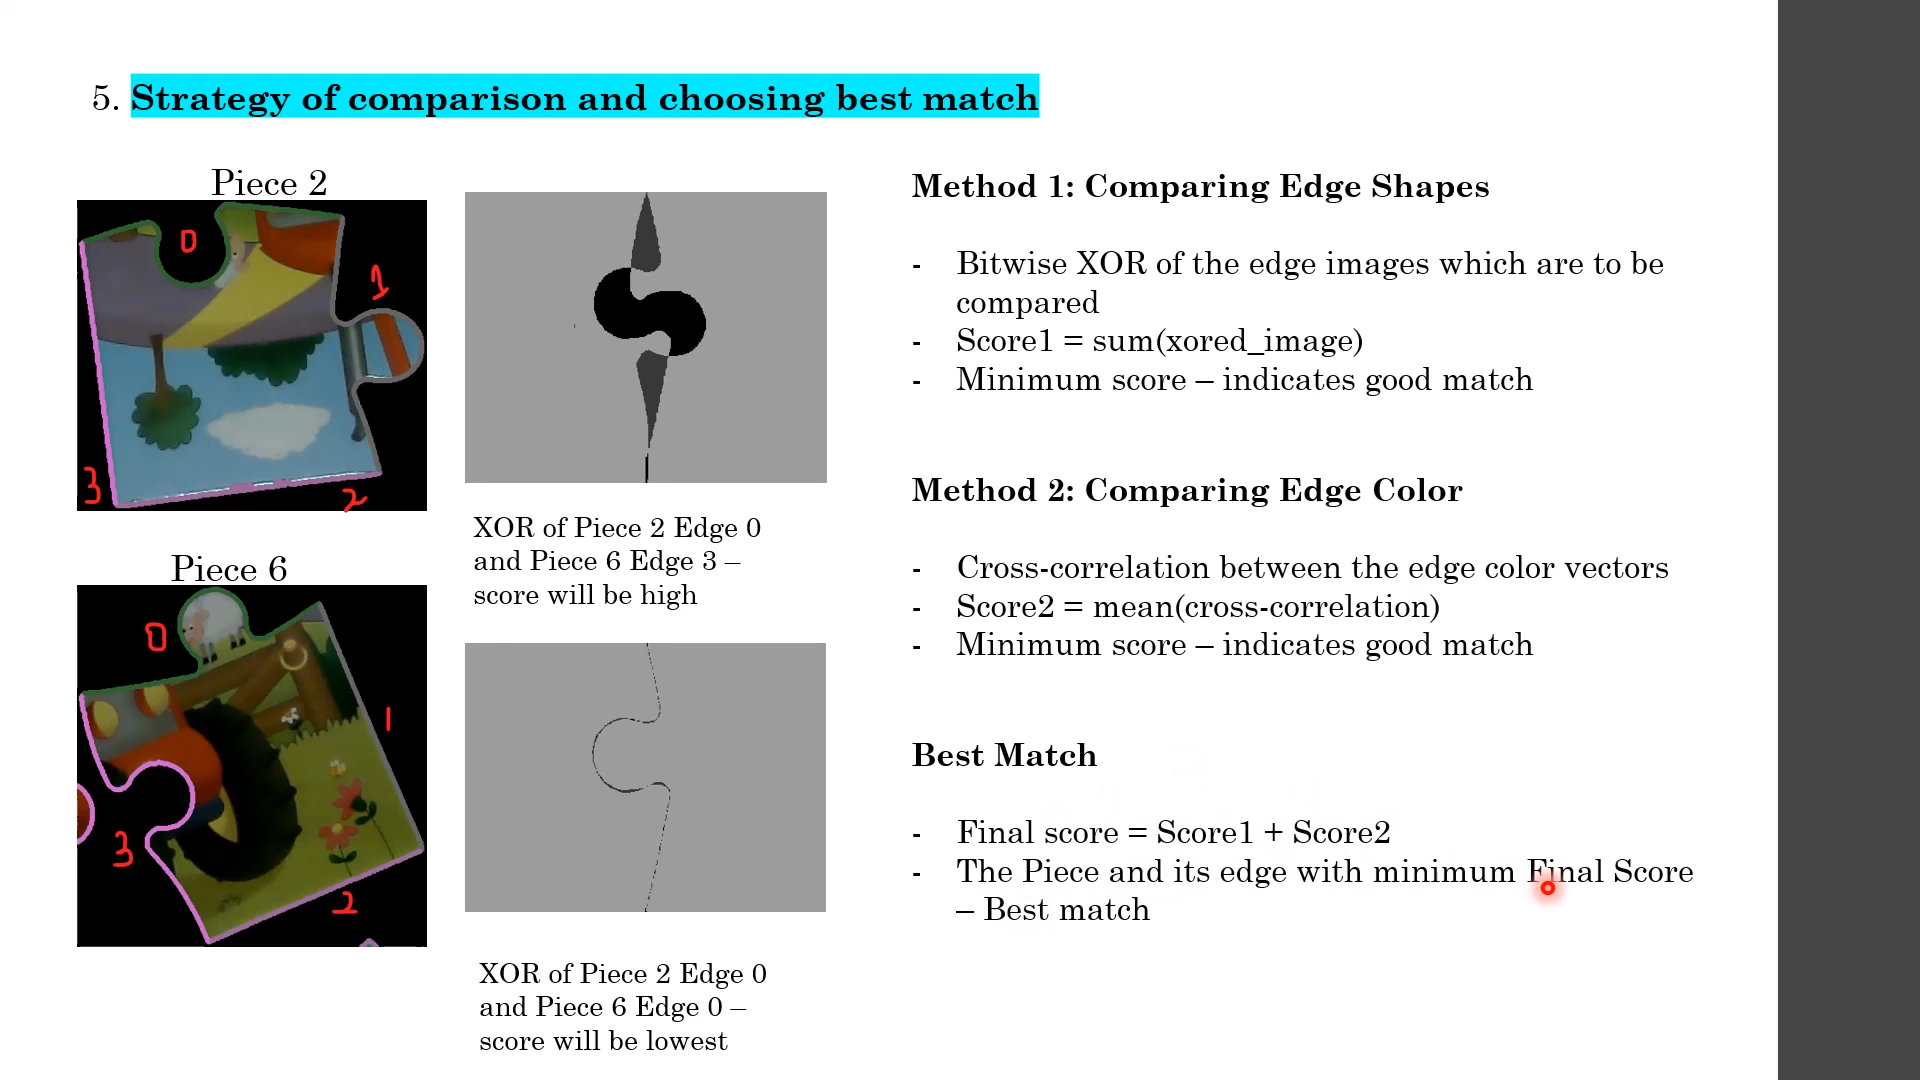 5. Strategy of comparison and choosing best match
Piece 2
0
1
2
3
XOR of Piece 2 Edge 0
and Piece 6 Edge 3 –
score will be high
Piece 6
0
1
2
3
XOR of Piece 2 Edge 0
and Piece 6 Edge 0 –
score will be lowest
Method 1: Comparing Edge Shapes
- Bitwise XOR of the edge images which are to be
compared
- Score1 = sum(xored_image)
- Minimum score – indicates good match
Method 2: Comparing Edge Color
- Cross-correlation between the edge color vectors
- Score2 = mean(cross-correlation)
- Minimum score – indicates good match
Best Match
- Final score = Score1 + Score2
- The Piece and its edge with minimum Final Score
– Best match